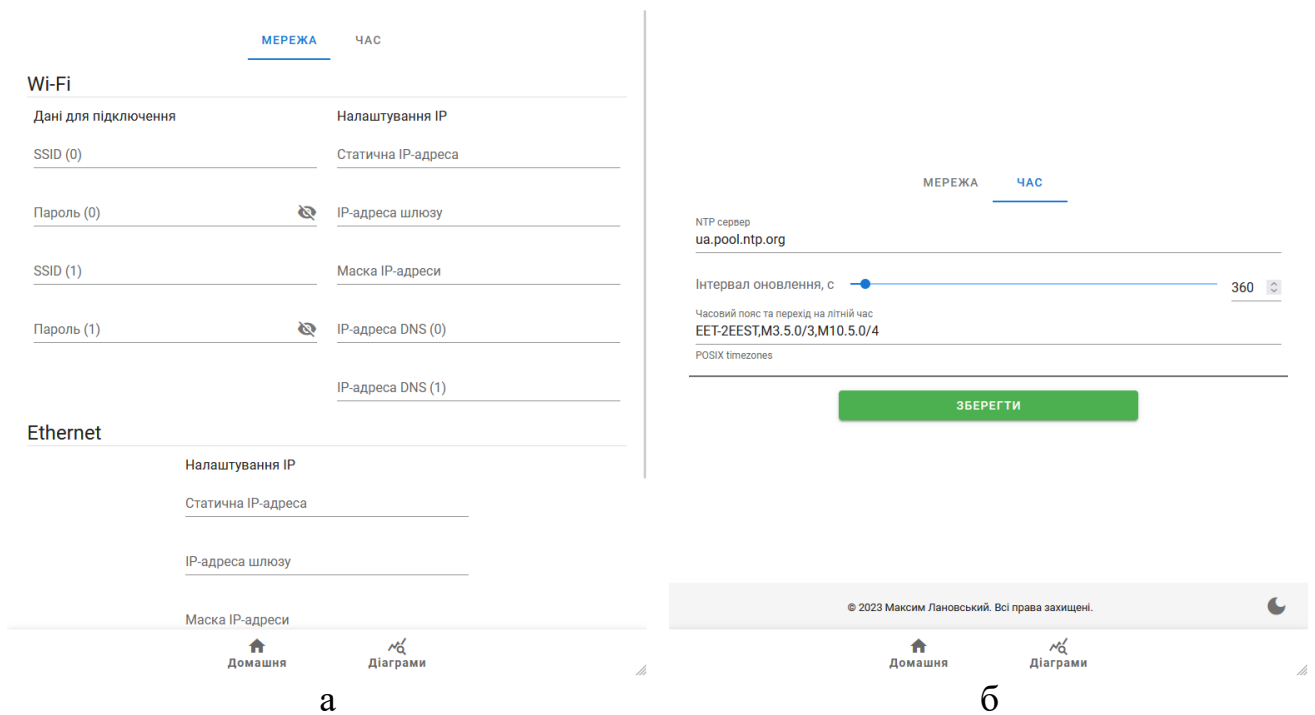 МЕРЕЖА ЧАС
Wi-Fi
Дані для підключення Налаштування IP
SSID (0) Статична IP-адреса
Пароль (0) IP-адреса шлюзу
SSID (1) Маска IP-адреси
Пароль (1) IP-адреса DNS (0)
IP-адреса DNS (1)
Ethernet
Налаштування IP
Статична IP-адреса
IP-адреса шлюзу
Маска IP-адреси
Домашня Діаграми
а
МЕРЕЖА ЧАС
NTP сервер
ua.pool.ntp.org
Інтервал оновлення, с 360
Часовий пояс та перехід на літній час
EET-2EEST,M3.5.0/3,M10.5.0/4
POSIX timezones
ЗБЕРЕГТИ
© 2023 Максим Лановський. Всі права захищені.
Домашня Діаграми
б